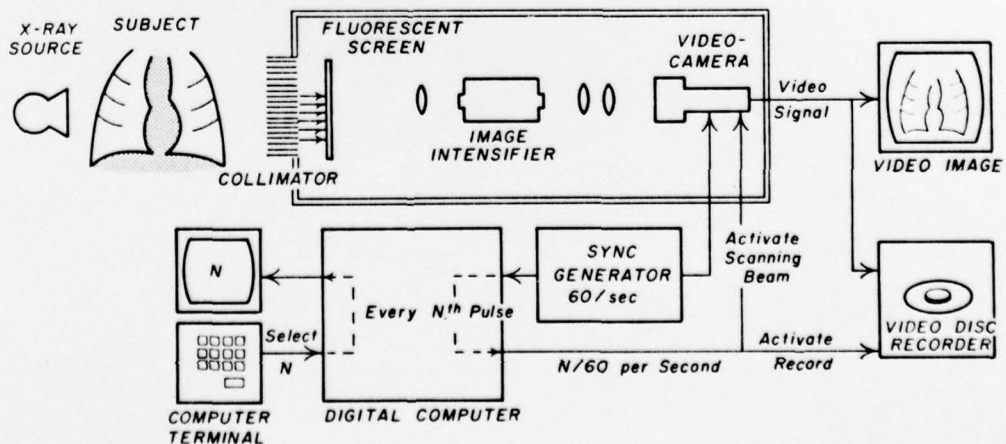 X-RAY
SOURCE
SUBJECT
FLUORESCENT
SCREEN
VIDEO-
CAMERA
Video
Signal
IMAGE
INTENSIFIER
COLLIMATOR
VIDEO IMAGE
N
SYNC
GENERATOR
60/sec
Activate
Scanning
Beam
Every Nth Pulse
Select
N
N/60 per Second
Activate
Record
VIDEO DISC
RECORDER
COMPUTER
TERMINAL
DIGITAL COMPUTER